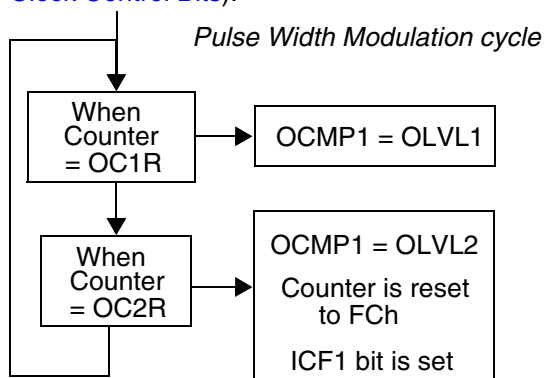 Clock Control Bits).
Pulse Width Modulation cycle
When
Counter
= OC1R
OCMP1 = OLVL1
When
Counter
= OC2R
OCMP1 = OLVL2
Counter is reset
to FCh
ICF1 bit is set